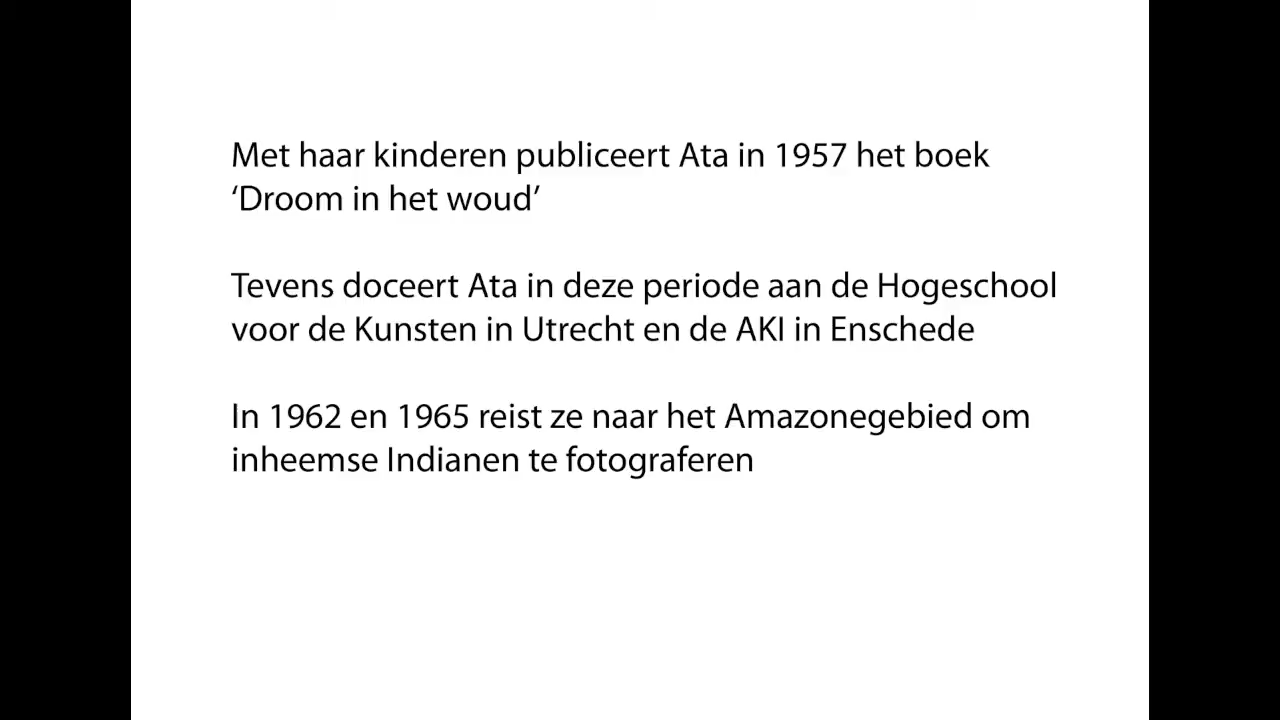 Met haar kinderen publiceert Ata in 1957 het boek
‘Droom in het woud’
Tevens doceert Ata in deze periode aan de Hogeschool
voor de Kunsten in Utrecht en de AKI in Enschede
In 1962 en 1965 reist ze naar het Amazonegebied om
inheemse Indianen te fotograferen